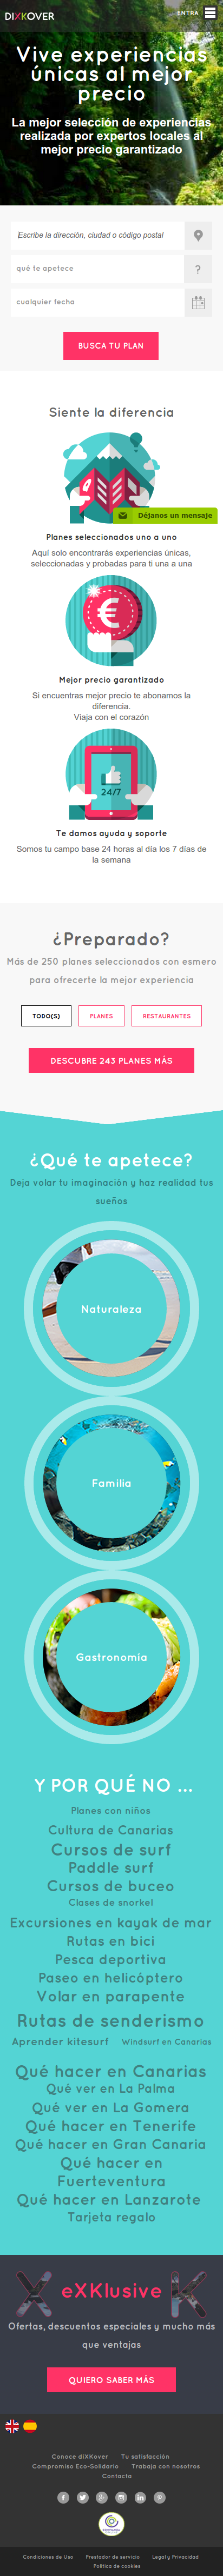 DIXKOVER
ENTRA
Vive experiencias
únicas al mejor
precio
La mejor selección de experiencias
realizada por expertos locales al
mejor precio garantizado
Escribe la dirección, ciudad o código postal
qué te apetece
?
cualquier fecha
BUSCA TU PLAN
Siente la diferencia
Déjanos un mensaje
Planes seleccionados uno a uno
Aquí solo encontrarás experiencias únicas,
seleccionadas y probadas para ti una a una
€
Mejor precio garantizado
Si encuentras mejor precio te abonamos la
diferencia.
Viaja con el corazón
24/7
Te damos ayuda y soporte
Somos tu campo base 24 horas al día los 7 días de
la semana
¿Preparado?
Más de 250 planes seleccionados con esmero
para ofrecerte la mejor experiencia
TODO(S)
PLANES
RESTAURANTES
DESCUBRE 243 PLANES MÁS
¿Qué te apetece?
Deja volar tu imaginación y haz realidad tus
sueños
Naturaleza
Familia
Gastronomía
Y POR QUÉ NO ...
Planes con niños
Cultura de Canarias
Cursos de surf
Paddle surf
Cursos de buceo
Clases de snorkel
Excursiones en kayak de mar
Rutas en bici
Pesca deportiva
Paseo en helicóptero
Volar en parapente
Rutas de senderismo
Aprender kitesurf Windsurf en Canarias
Qué hacer en Canarias
Qué ver en La Palma
Qué ver en La Gomera
Qué hacer en Tenerife
Qué hacer en Gran Canaria
Qué hacer en
Fuerteventura
Qué hacer en Lanzarote
Tarjeta regalo
X eXKlusive K
Ofertas, descuentos especiales y mucho más
que ventajas
QUIERO SABER MÁS
Conoce diXKover Tu satisfacción
Compromiso Eco-Solidario Trabaja con nosotros
Contacta
Condiciones de Uso Prestador de servicio Legal y Privacidad
Política de cookies